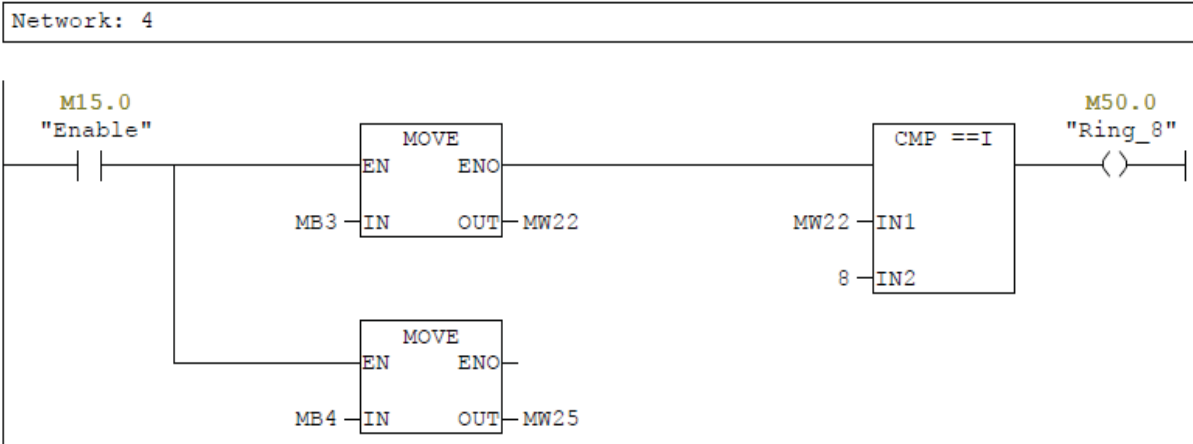 Network: 4
M15.0
"Enable"
M50.0
"Ring_8"
MOVE
EN ENO
MB3 IN OUT MW22
CMP ==I
MW22 IN1
8 IN2
MOVE
EN ENO
MB4 IN OUT MW25